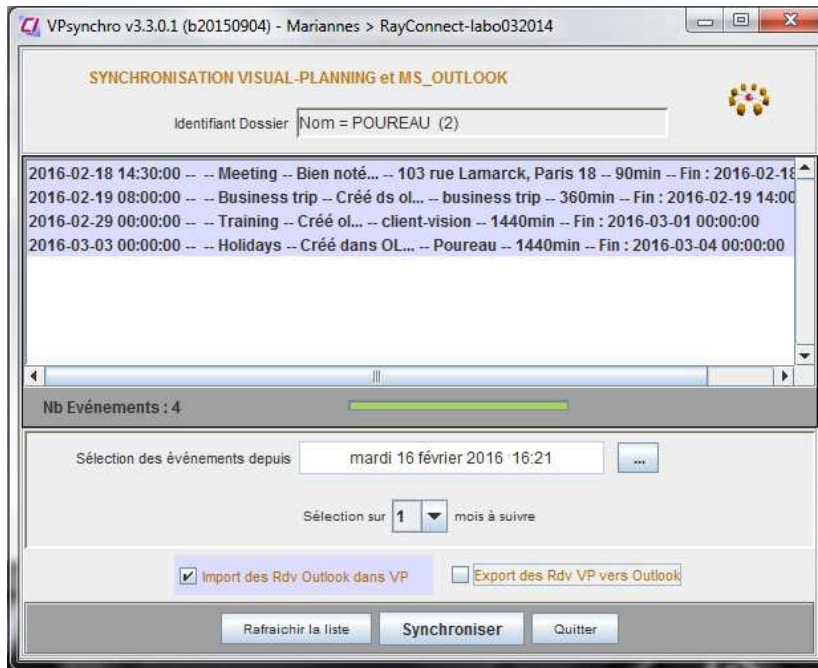 VPsynchro v3.3.0.1 (b20150904) - Mariannes > RayConnect-labo032014
SYNCHRONISATION VISUAL-PLANNING et MS_OUTLOOK
Identifiant Dossier Nom = POUREAU (2)
2016-02-18 14:30:00 -- -- Meeting -- Bien noté... -- 103 rue Lamarck, Paris 18 -- 90min -- Fin : 2016-02-18
2016-02-19 08:00:00 -- -- Business trip -- Créé ds ol... -- business trip -- 360min -- Fin : 2016-02-19 14:00
2016-02-29 00:00:00 -- -- Training -- Créé ol... -- client-vision -- 1440min -- Fin : 2016-03-01 00:00:00
2016-03-03 00:00:00 -- -- Holidays -- Créé dans OL... -- Poureau -- 1440min -- Fin : 2016-03-04 00:00:00
Nb Evénements : 4
Sélection des événements depuis mardi 16 février 2016 16:21 ...
Sélection sur 1 mois à suivre
Import des Rdv Outlook dans VP Export des Rdv VP vers Outlook
Rafraichir la liste Synchroniser Quitter